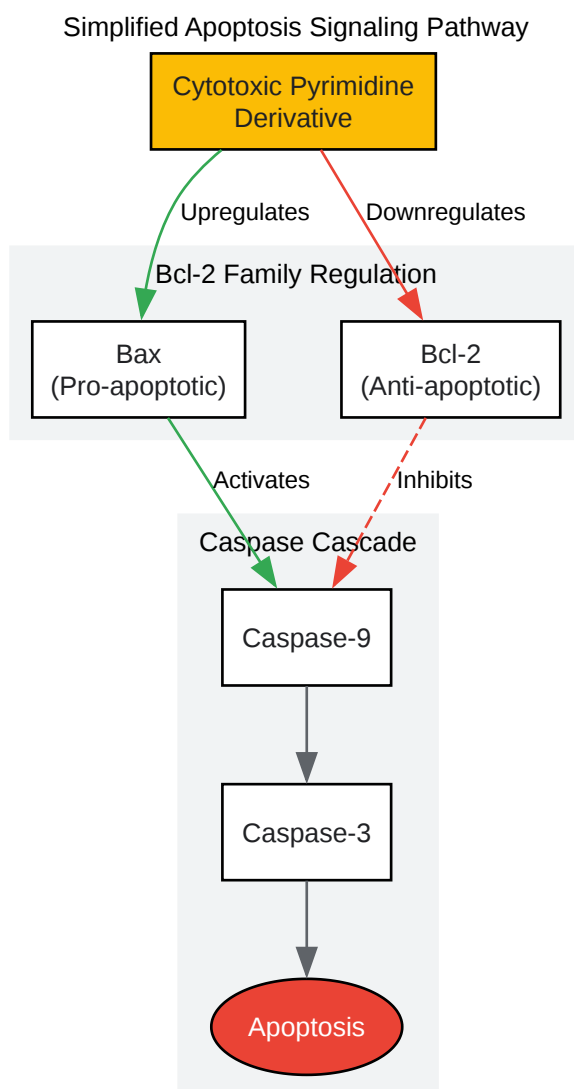 Simplified Apoptosis Signaling Pathway
Cytotoxic Pyrimidine
Derivative
Upregulates
Downregulates
Bcl-2 Family Regulation
Bax
(Pro-apoptotic)
Bcl-2
(Anti-apoptotic)
Activates
Inhibits
Caspase Cascade
Caspase-9
Caspase-3
Apoptosis